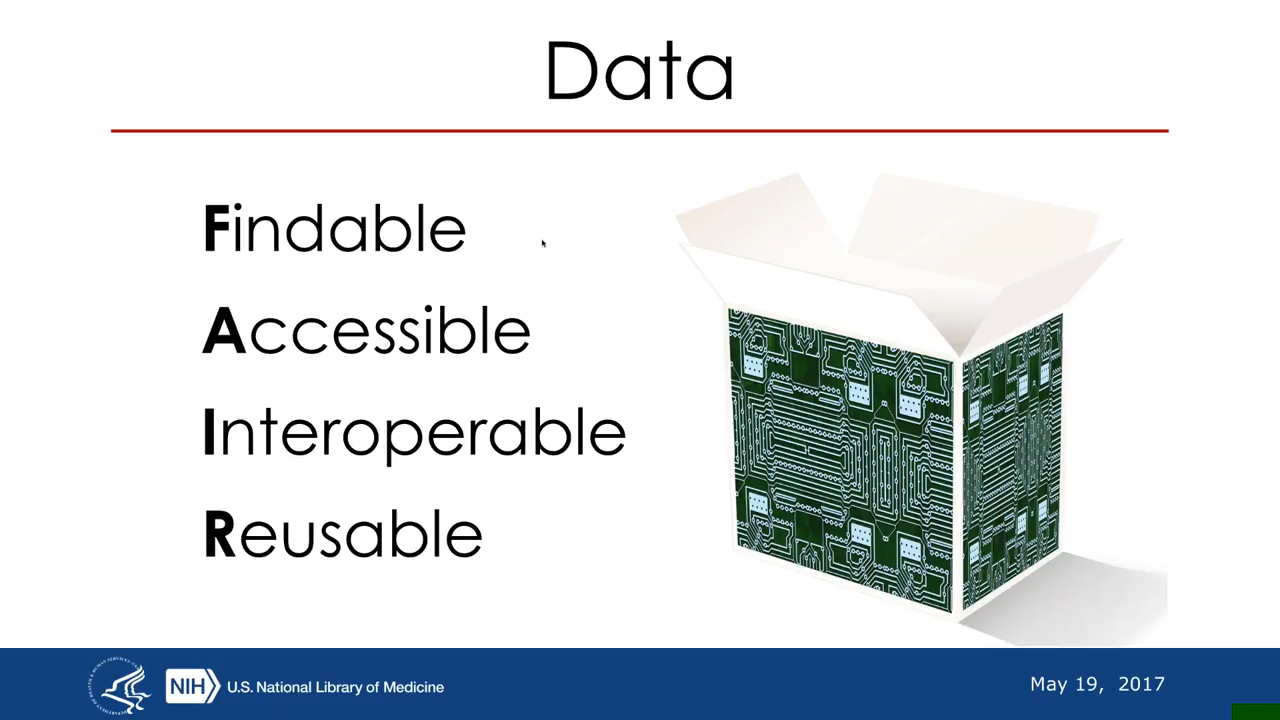 Data
Findable
Accessible
Interoperable
Reusable
NIH U.S. National Library of Medicine
May 19, 2017